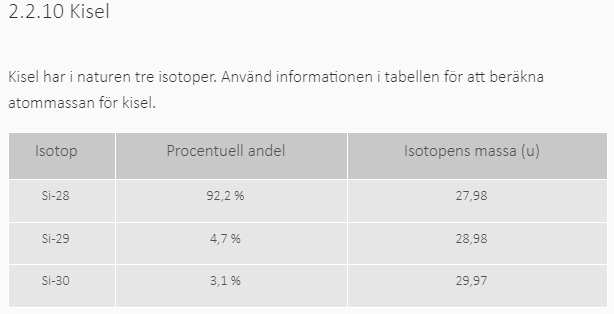 2.2.10 Kisel
Kisel har i naturen tre isotoper. Använd informationen i tabellen för att beräkna
atommassan för kisel.
Isotop Procentuell andel Isotopens massa (u)
Si-28 92,2 % 27,98
Si-29 4,7 % 28,98
Si-30 3,1 % 29,97